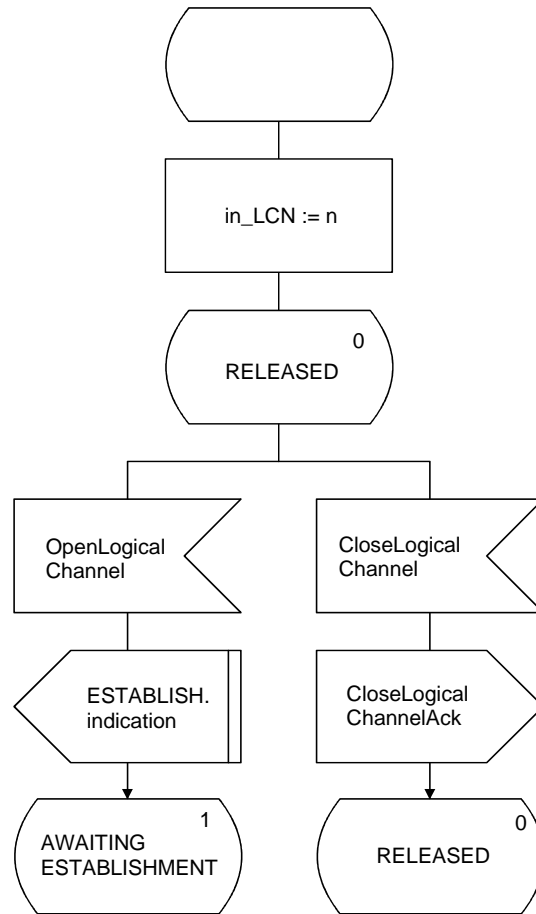 in_LCN := n
0
RELEASED
OpenLogical
Channel
CloseLogical
Channel
ESTABLISH.
indication
CloseLogical
ChannelAck
1
AWAITING
ESTABLISHMENT
0
RELEASED